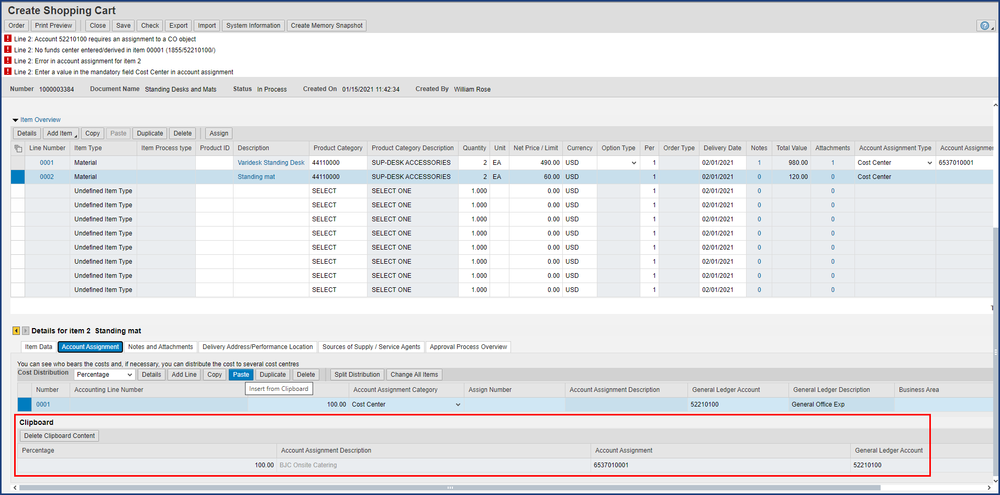 Create Shopping Cart
Order Print Preview Close Save Check Export Import System Information Create Memory Snapshot ?
! Line 2: Account 52210100 requires an assignment to a CO object
! Line 2: No funds center entered/derived in item 00001 (1855/52210100/)
! Line 2: Error in account assignment for item 2
! Line 2: Enter a value in the mandatory field Cost Center in account assignment
Number 1000003384 Document Name Standing Desks and Mats Status In Process Created On 01/15/2021 11:42:34 Created By William Rose
Item Overview
Details Add Item Copy Paste Duplicate Delete Assign
Line Number Item Type Item Process type Product ID Description Product Category Product Category Description Quantity Unit Net Price / Limit Currency Option Type Per Order Type Delivery Date Notes Total Value Attachments Account Assignment Type Account Assignmen
0001 Material Varidesk Standing Desk 44110000 SUP-DESK ACCESSORIES 2 EA 490.00 USD 1 02/01/2021 1 980.00 1 Cost Center 6537010001
0002 Material Standing mat 44110000 SUP-DESK ACCESSORIES 2 EA 60.00 USD 1 02/01/2021 0 120.00 0 Cost Center
Undefined Item Type SELECT SELECT ONE 1.000 0.00 USD 1 02/01/2021 0 0
Undefined Item Type SELECT SELECT ONE 1.000 0.00 USD 1 02/01/2021 0 0
Undefined Item Type SELECT SELECT ONE 1.000 0.00 USD 1 02/01/2021 0 0
Undefined Item Type SELECT SELECT ONE 1.000 0.00 USD 1 02/01/2021 0 0
Undefined Item Type SELECT SELECT ONE 1.000 0.00 USD 1 02/01/2021 0 0
Undefined Item Type SELECT SELECT ONE 1.000 0.00 USD 1 02/01/2021 0 0
Undefined Item Type SELECT SELECT ONE 1.000 0.00 USD 1 02/01/2021 0 0
Undefined Item Type SELECT SELECT ONE 1.000 0.00 USD 1 02/01/2021 0 0
Details for item 2 Standing mat
Item Data Account Assignment Notes and Attachments Delivery Address/Performance Location Sources of Supply / Service Agents Approval Process Overview
You can see who bears the costs and, if necessary, you can distribute the cost to several cost centres
Cost Distribution Percentage Details Add Line Copy Paste Duplicate Delete Split Distribution Change All Items
Insert from Clipboard
Number Accounting Line Number Account Assignment Category Assign Number Account Assignment Description General Ledger Account General Ledger Description Business Area
0001 100.00 Cost Center 52210100 General Office Exp
Clipboard
Delete Clipboard Content
Percentage Account Assignment Description Account Assignment General Ledger Account
100.00 BJC Onsite Catering 6537010001 52210100